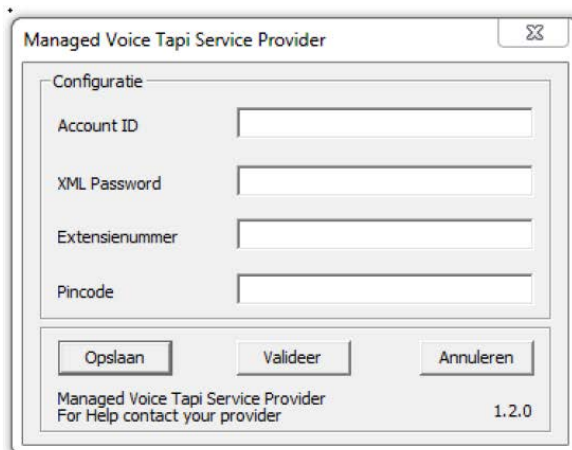 Managed Voice Tapi Service Provider
Configuratie
Account ID
XML Password
Extensienummer
Pincode
Opslaan Valideer Annuleren
Managed Voice Tapi Service Provider
For Help contact your provider 1.2.0